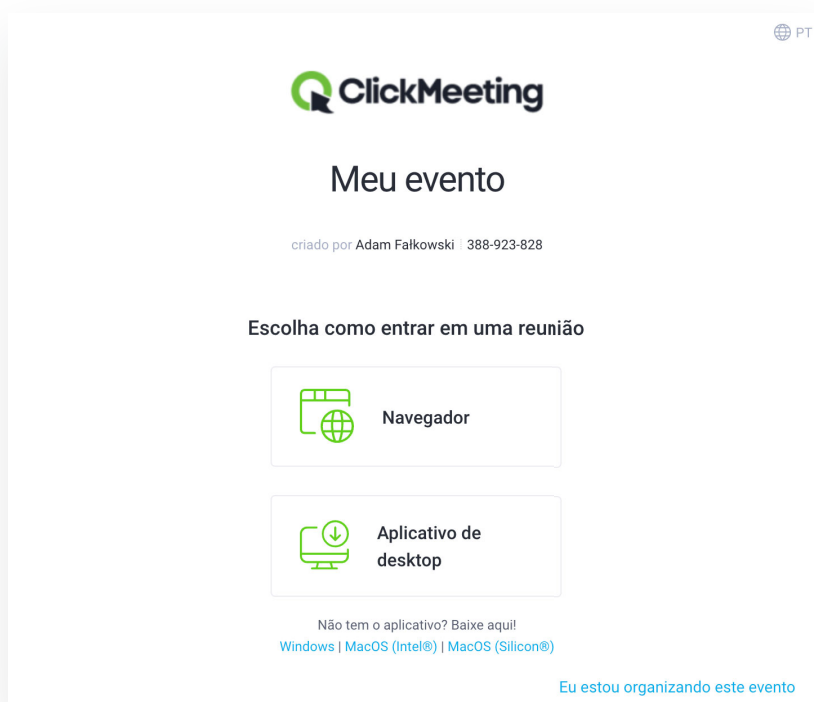 PT
ClickMeeting
Meu evento
criado por Adam Fałkowski | 388-923-828
Escolha como entrar em uma reunião
Navegador
Aplicativo de
desktop
Não tem o aplicativo? Baixe aqui!
Windows | MacOS (Intel®) | MacOS (Silicon®)
Eu estou organizando este evento